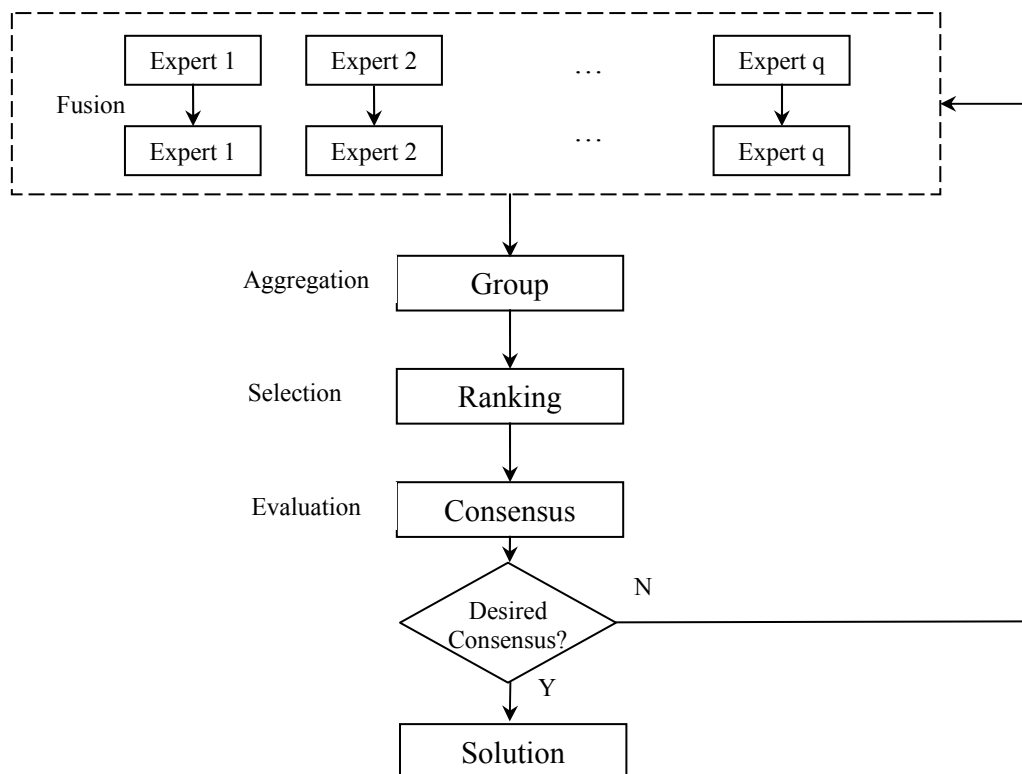 Expert 1
Expert 2
…
Expert q
Fusion
Expert 1
Expert 2
…
Expert q
Aggregation
Group
Selection
Ranking
Evaluation
Consensus
N
Desired
Consensus?
Y
Solution